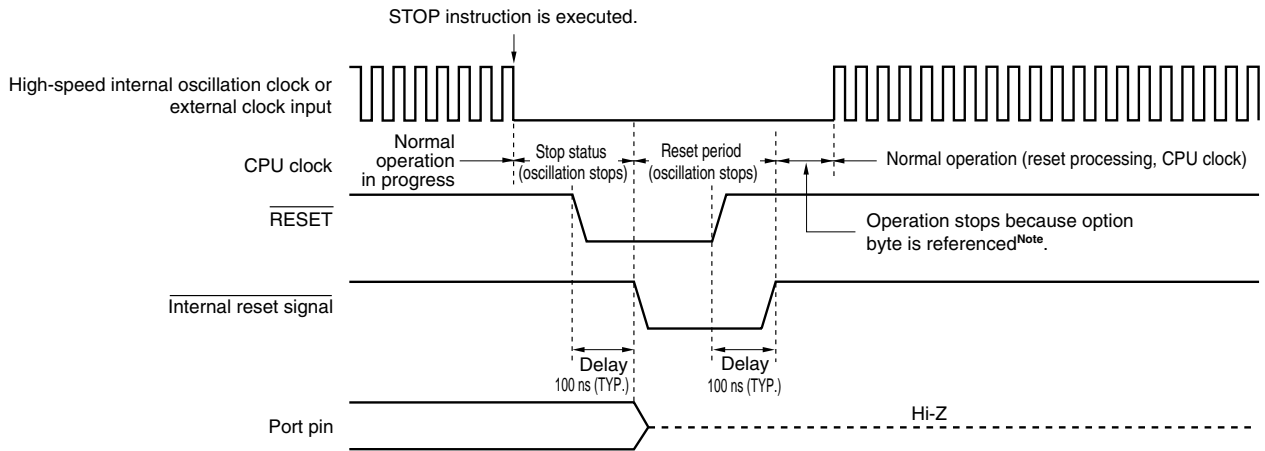 STOP instruction is executed.
High-speed internal oscillation clock or
external clock input
CPU clock
Normal
operation
in progress
Stop status
(oscillation stops)
Reset period
(oscillation stops)
Normal operation (reset processing, CPU clock)
RESET
Operation stops because option
byte is referencedNote.
Internal reset signal
Delay
100 ns (TYP.)
Delay
100 ns (TYP.)
Port pin
Hi-Z